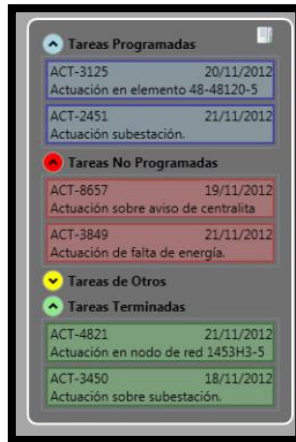 Tareas Programadas
ACT-3125 20/11/2012
Actuación en elemento 48-48120-5
ACT-2451 21/11/2012
Actuación subestación.
Tareas No Programadas
ACT-8657 19/11/2012
Actuación sobre aviso de centralita
ACT-3849 21/11/2012
Actuación de falta de energía.
Tareas de Otros
Tareas Terminadas
ACT-4821 21/11/2012
Actuación en nodo de red 1453H3-5
ACT-3450 18/11/2012
Actuación sobre subestación.